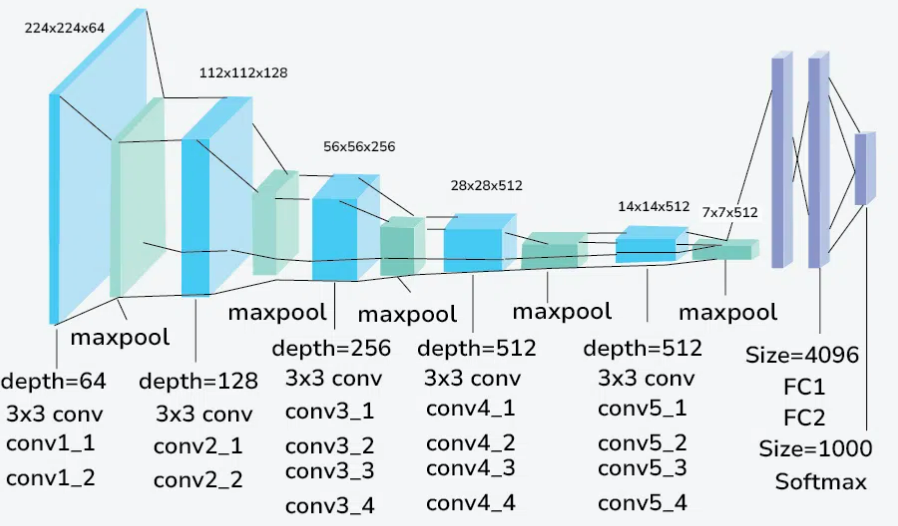 224x224x64
112x112x128
56x56x256
28x28x512
14x14x512
7x7x512
maxpool
maxpool
maxpool
maxpool
maxpool
depth=64
3x3 conv
conv1_1
conv1_2
depth=128
3x3 conv
conv2_1
conv2_2
depth=256
3x3 conv
conv3_1
conv3_2
conv3_3
conv3_4
depth=512
3x3 conv
conv4_1
conv4_2
conv4_3
conv4_4
depth=512
3x3 conv
conv5_1
conv5_2
conv5_3
conv5_4
Size=4096
FC1
FC2
Size=1000
Softmax